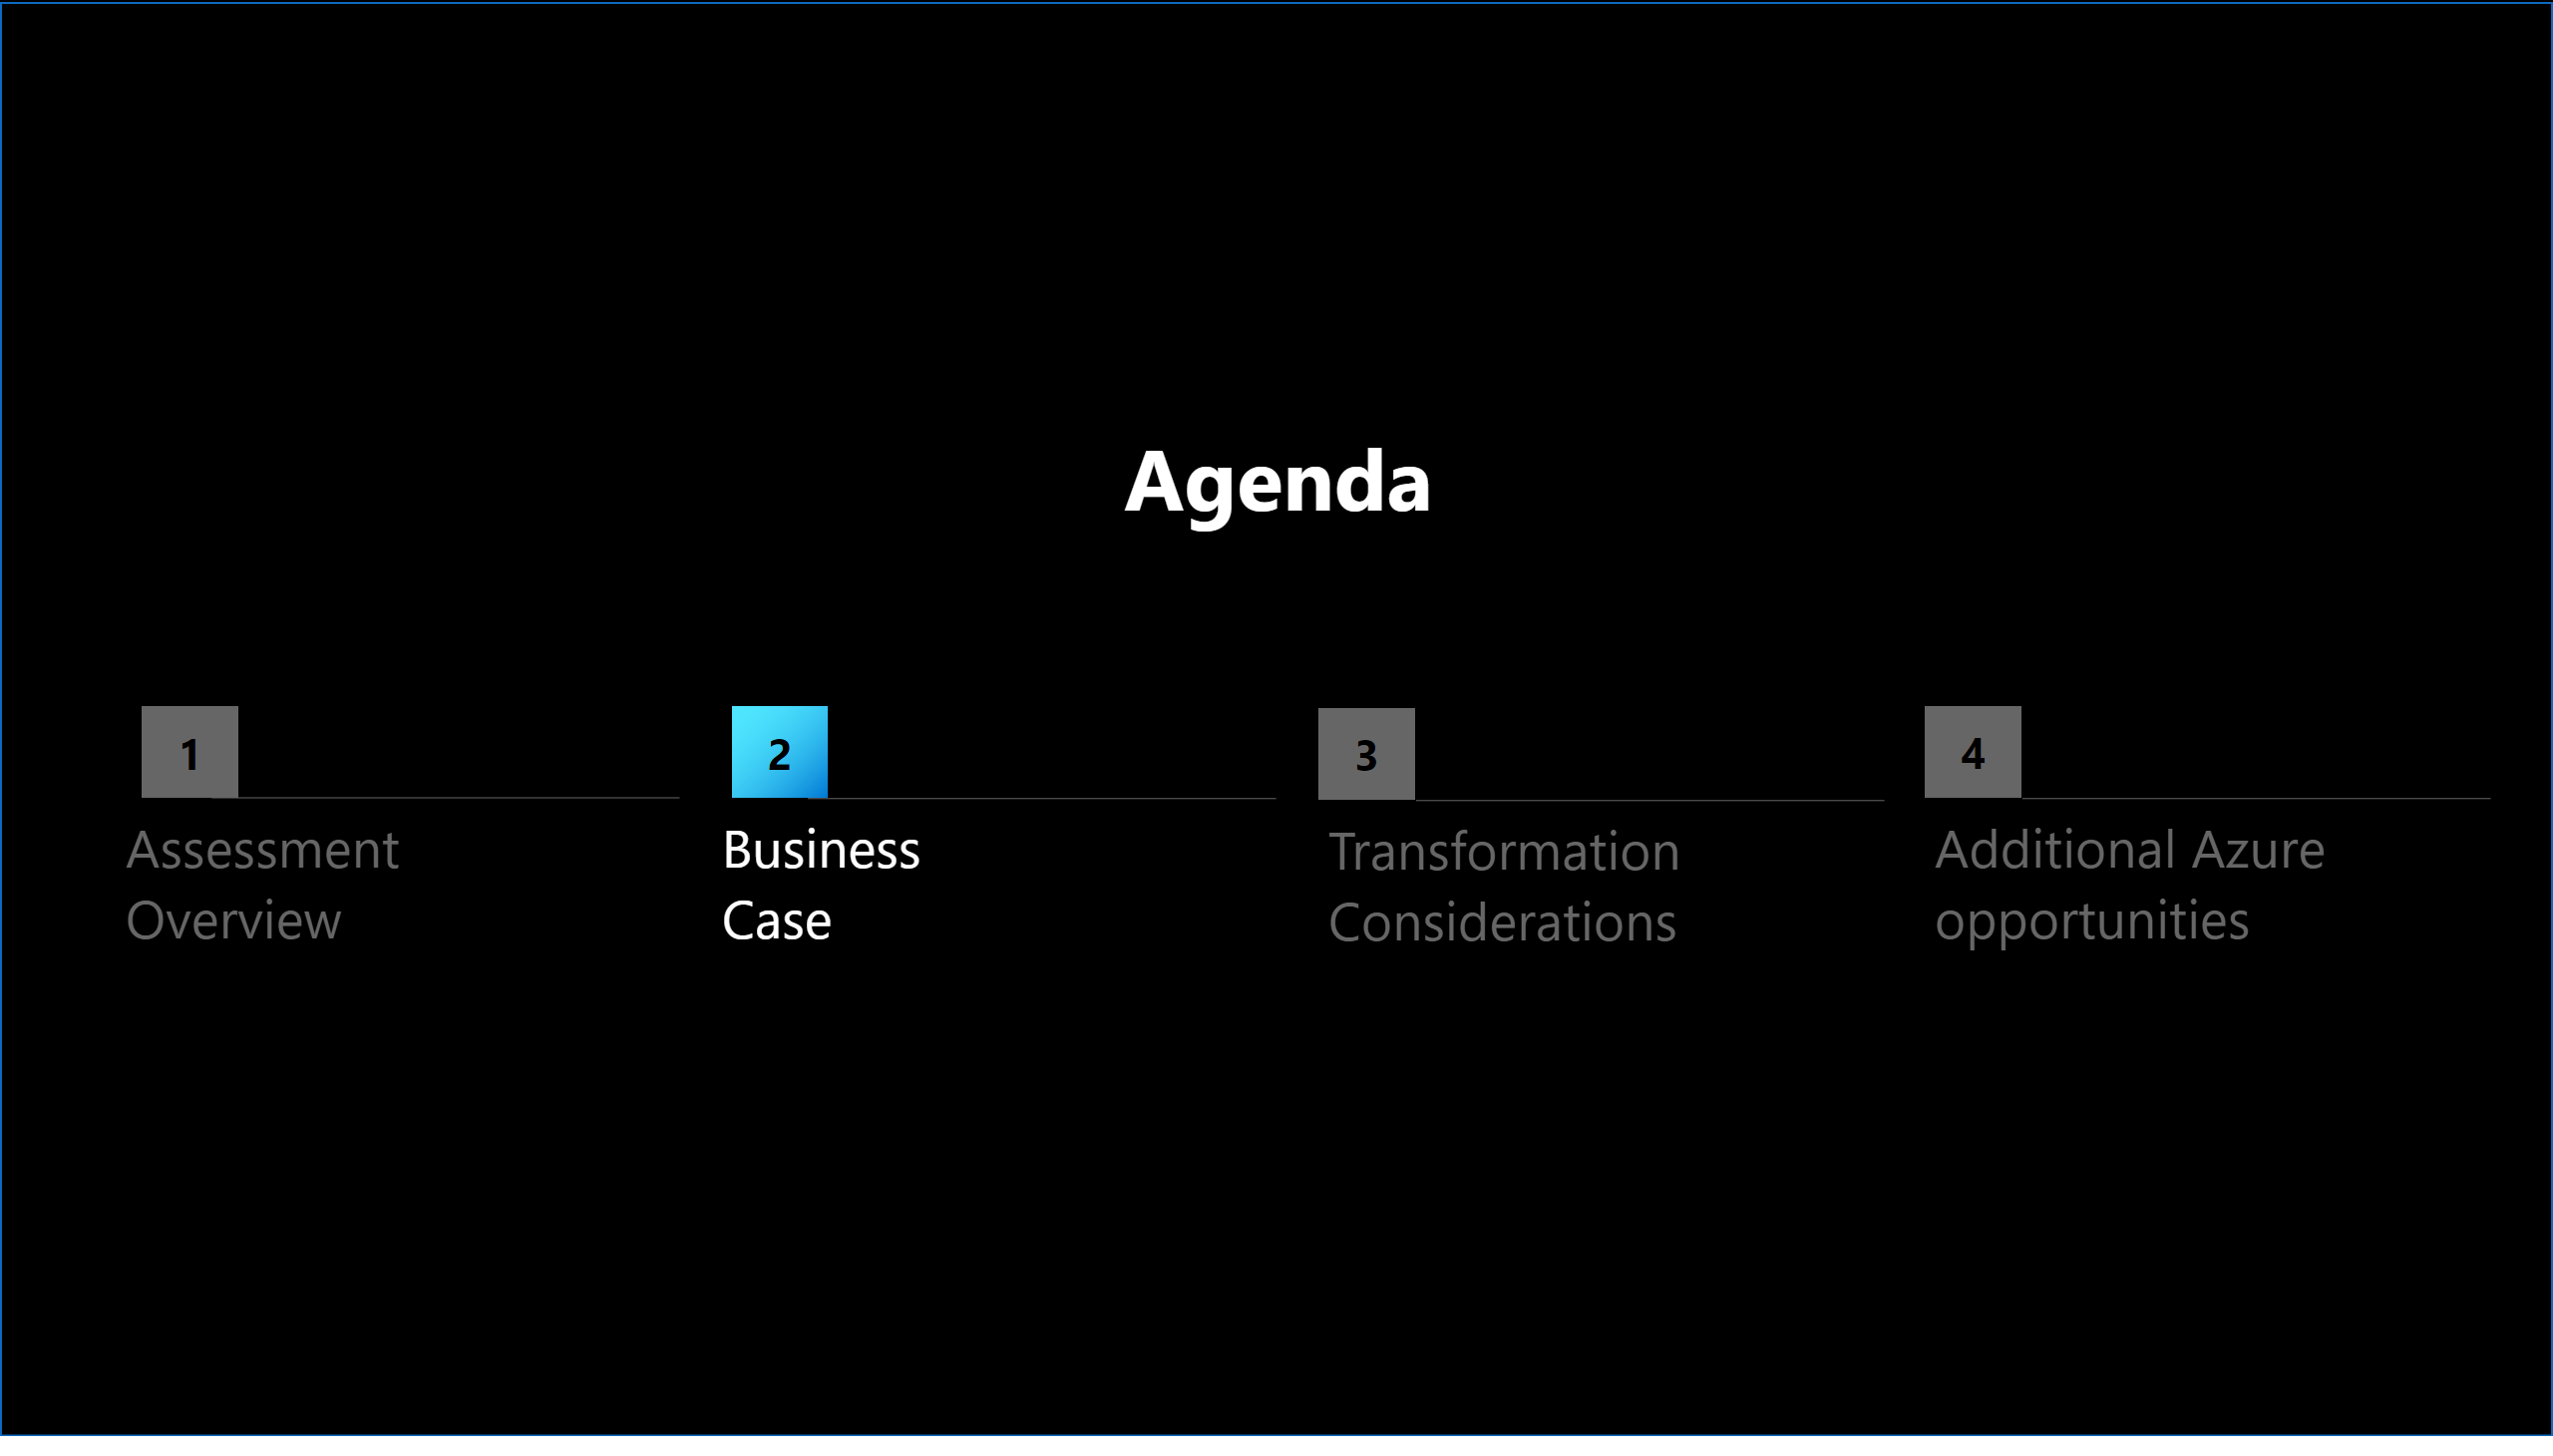 Agenda
1
Assessment
Overview
2
Business
Case
3
Transformation
Considerations
4
Additional Azure
opportunities